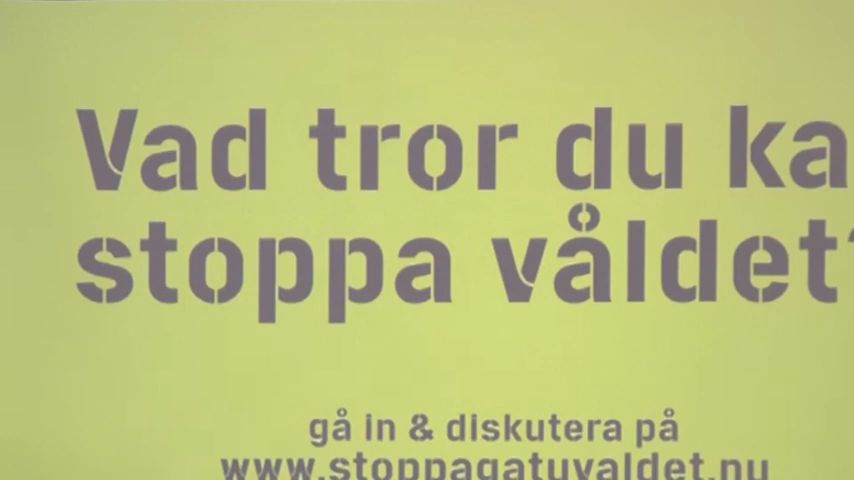 Vad tror du ka
stoppa våldet?
gå in & diskutera på
www.stoppagatuvaldet.nu